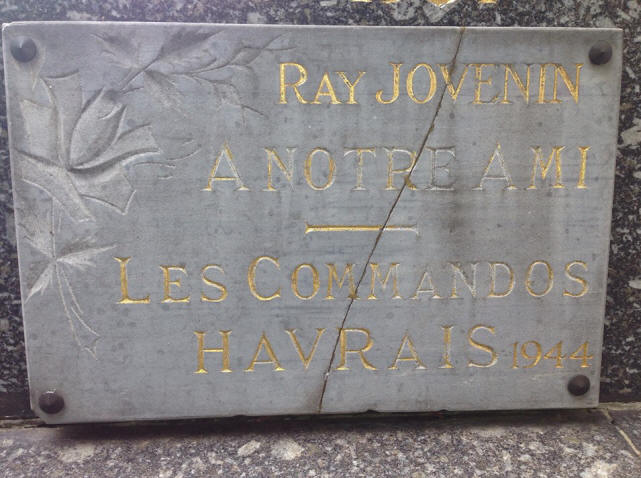 RAY JOVENIN
A NOTRE AMI
LES COMMANDOS
HAVRAIS 1944